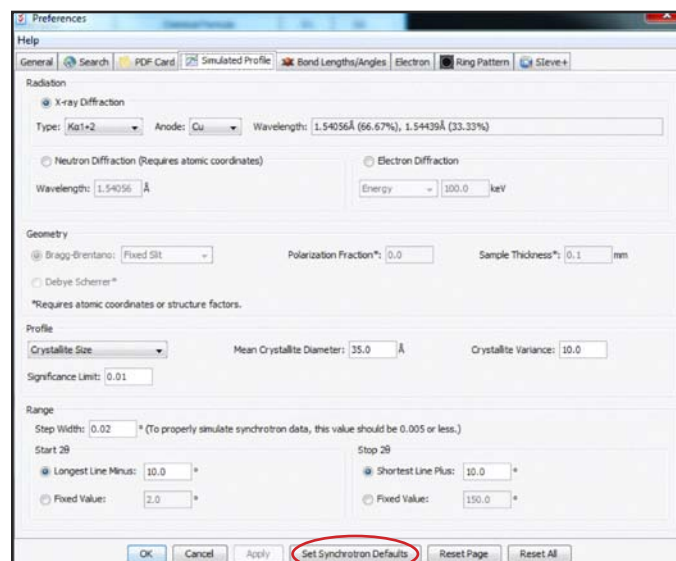 Preferences
Help
General Search PDF Card Simulated Profile Bond Lengths/Angles Electron Ring Pattern SIeve+
Radiation
X-ray Diffraction
Type: Kα1+2 Anode: Cu Wavelength: 1.54056Å (66.67%), 1.54439Å (33.33%)
Neutron Diffraction (Requires atomic coordinates) Electron Diffraction
Wavelength: 1.54056 Å Energy 100.0 keV
Geometry
Bragg-Brentano: Fixed Slit Polarization Fraction*: 0.0 Sample Thickness*: 0.1 mm
Debye Scherrer*
*Requires atomic coordinates or structure factors.
Profile
Crystallite Size Mean Crystallite Diameter: 35.0 Å Crystallite Variance: 10.0
Significance Limit: 0.01
Range
Step Width: 0.02 ° (To properly simulate synchrotron data, this value should be 0.005 or less.)
Start 2θ Stop 2θ
Longest Line Minus: 10.0 ° Shortest Line Plus: 10.0 °
Fixed Value: 2.0 ° Fixed Value: 150.0 °
OK Cancel Apply Set Synchrotron Defaults Reset Page Reset All